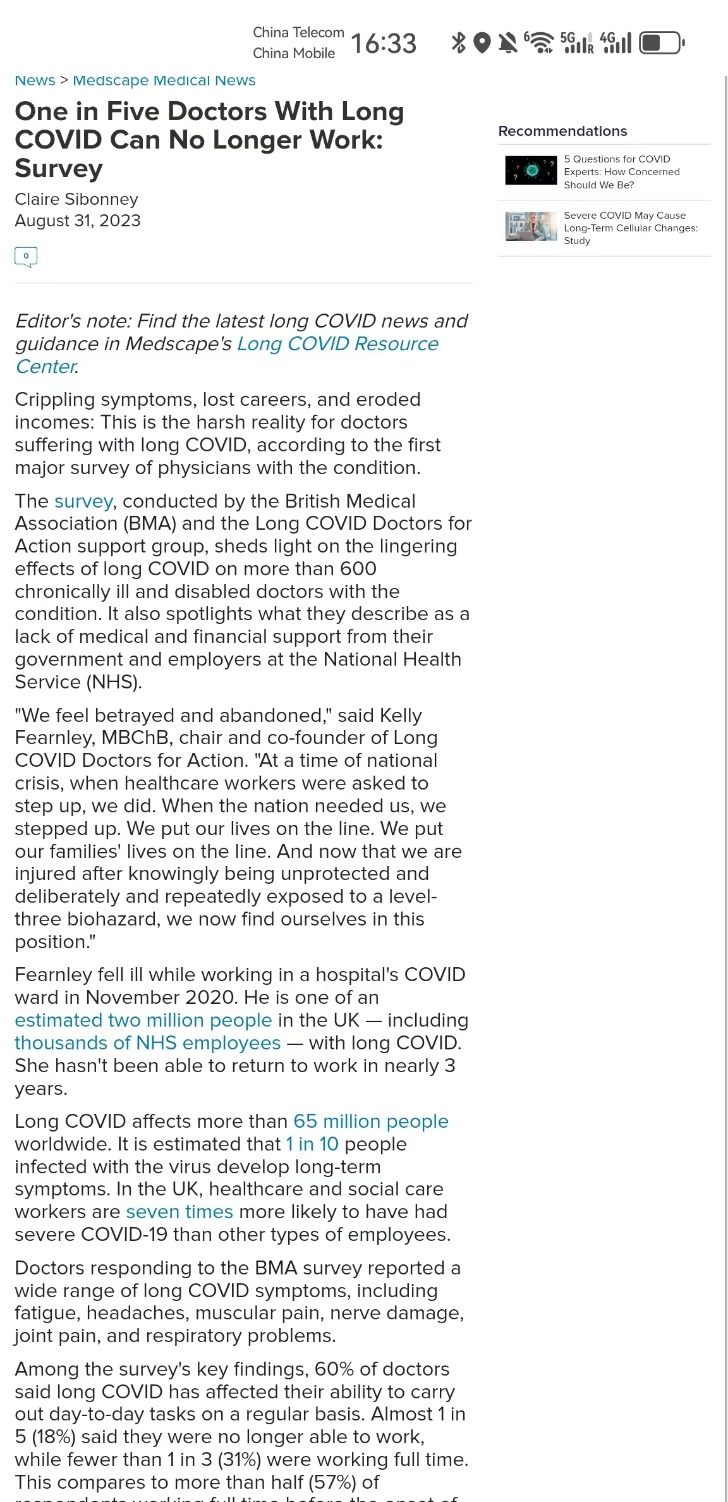 China Telecom
China Mobile
16:33
6
5G
R
4G
News > Medscape Medical News
One in Five Doctors With Long
COVID Can No Longer Work:
Survey
Claire Sibonney
August 31, 2023
0
Recommendations
5 Questions for COVID
Experts: How Concerned
Should We Be?
Severe COVID May Cause
Long-Term Cellular Changes:
Study
Editor's note: Find the latest long COVID news and
guidance in Medscape's Long COVID Resource
Center.
Crippling symptoms, lost careers, and eroded
incomes: This is the harsh reality for doctors
suffering with long COVID, according to the first
major survey of physicians with the condition.
The survey, conducted by the British Medical
Association (BMA) and the Long COVID Doctors for
Action support group, sheds light on the lingering
effects of long COVID on more than 600
chronically ill and disabled doctors with the
condition. It also spotlights what they describe as a
lack of medical and financial support from their
government and employers at the National Health
Service (NHS).
"We feel betrayed and abandoned," said Kelly
Fearnley, MBChB, chair and co-founder of Long
COVID Doctors for Action. "At a time of national
crisis, when healthcare workers were asked to
step up, we did. When the nation needed us, we
stepped up. We put our lives on the line. We put
our families' lives on the line. And now that we are
injured after knowingly being unprotected and
deliberately and repeatedly exposed to a level-
three biohazard, we now find ourselves in this
position."
Fearnley fell ill while working in a hospital's COVID
ward in November 2020. He is one of an
estimated two million people in the UK — including
thousands of NHS employees — with long COVID.
She hasn't been able to return to work in nearly 3
years.
Long COVID affects more than 65 million people
worldwide. It is estimated that 1 in 10 people
infected with the virus develop long-term
symptoms. In the UK, healthcare and social care
workers are seven times more likely to have had
severe COVID-19 than other types of employees.
Doctors responding to the BMA survey reported a
wide range of long COVID symptoms, including
fatigue, headaches, muscular pain, nerve damage,
joint pain, and respiratory problems.
Among the survey's key findings, 60% of doctors
said long COVID has affected their ability to carry
out day-to-day tasks on a regular basis. Almost 1 in
5 (18%) said they were no longer able to work,
while fewer than 1 in 3 (31%) were working full time.
This compares to more than half (57%) of
respondents working full time before the onset of